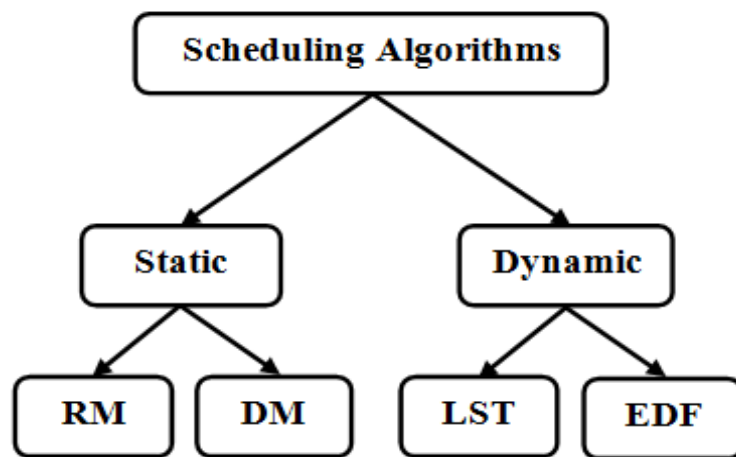 Scheduling Algorithms
Static
Dynamic
RM
DM
LST
EDF